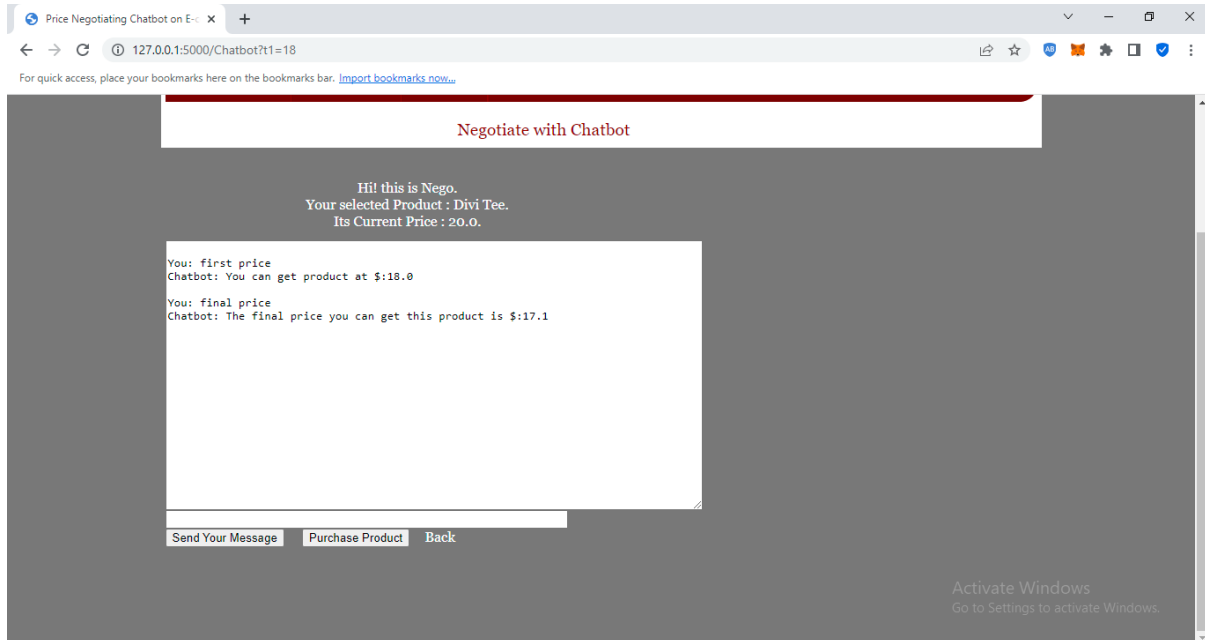 Price Negotiating Chatbot on E-c
127.0.0.1:5000/Chatbot?t1=18
For quick access, place your bookmarks here on the bookmarks bar. Import bookmarks now...
Negotiate with Chatbot
Hi! this is Nego.
Your selected Product : Divi Tee.
Its Current Price : 20.0.
You: first price
Chatbot: You can get product at $:18.0
You: final price
Chatbot: The final price you can get this product is $:17.1
Send Your Message Purchase Product Back
Activate Windows
Go to Settings to activate Windows.